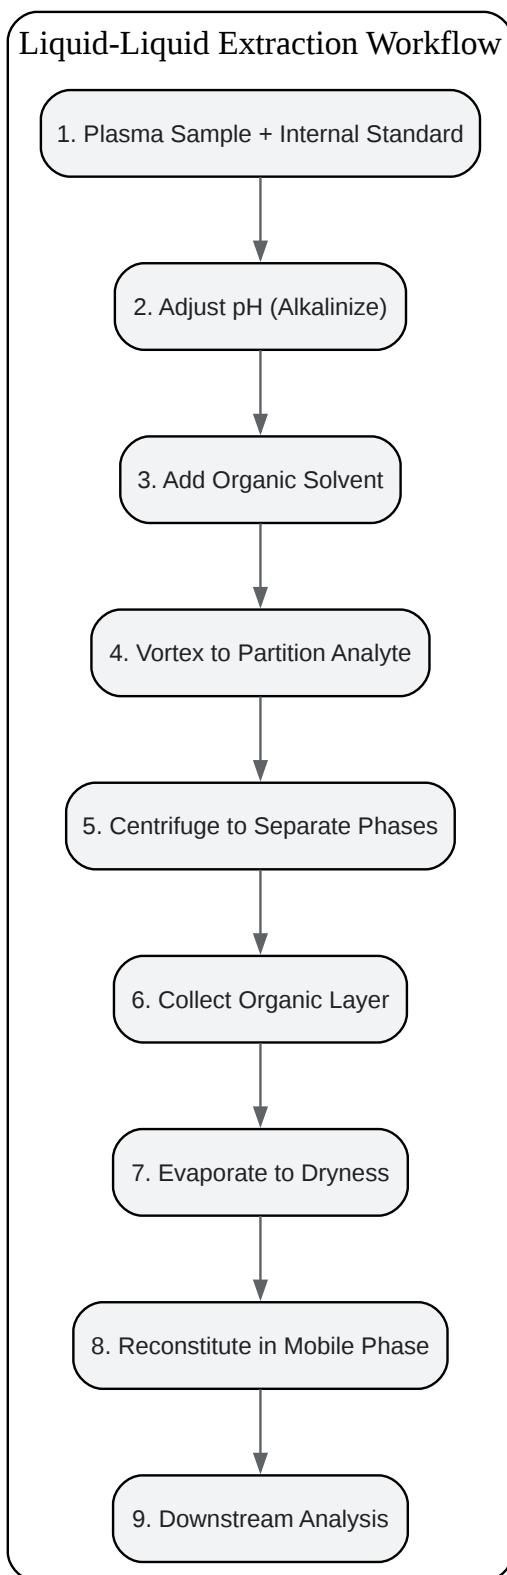 Liquid-Liquid Extraction Workflow
1. Plasma Sample + Internal Standard
2. Adjust pH (Alkalinize)
3. Add Organic Solvent
4. Vortex to Partition Analyte
5. Centrifuge to Separate Phases
6. Collect Organic Layer
7. Evaporate to Dryness
8. Reconstitute in Mobile Phase
9. Downstream Analysis